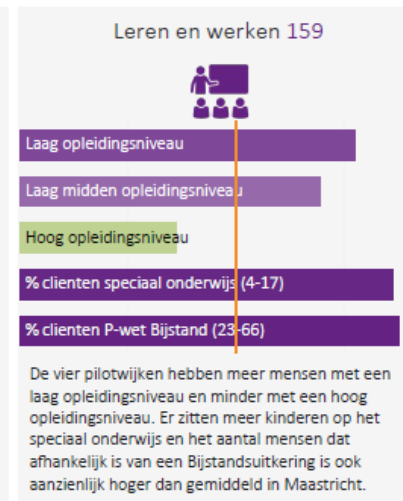 Leren en werken 159
Laag opleidingsniveau
Laag midden opleidingsniveau
Hoog opleidingsniveau
% clienten speciaal onderwijs (4-17)
% clienten P-wet Bijstand (23-66)
De vier pilotwijken hebben meer mensen met een
laag opleidingsniveau en minder met een hoog
opleidingsniveau. Er zitten meer kinderen op het
speciaal onderwijs en het aantal mensen dat
afhankelijk is van een Bijstandsuitkering is ook
aanzienlijk hoger dan gemiddeld in Maastricht.